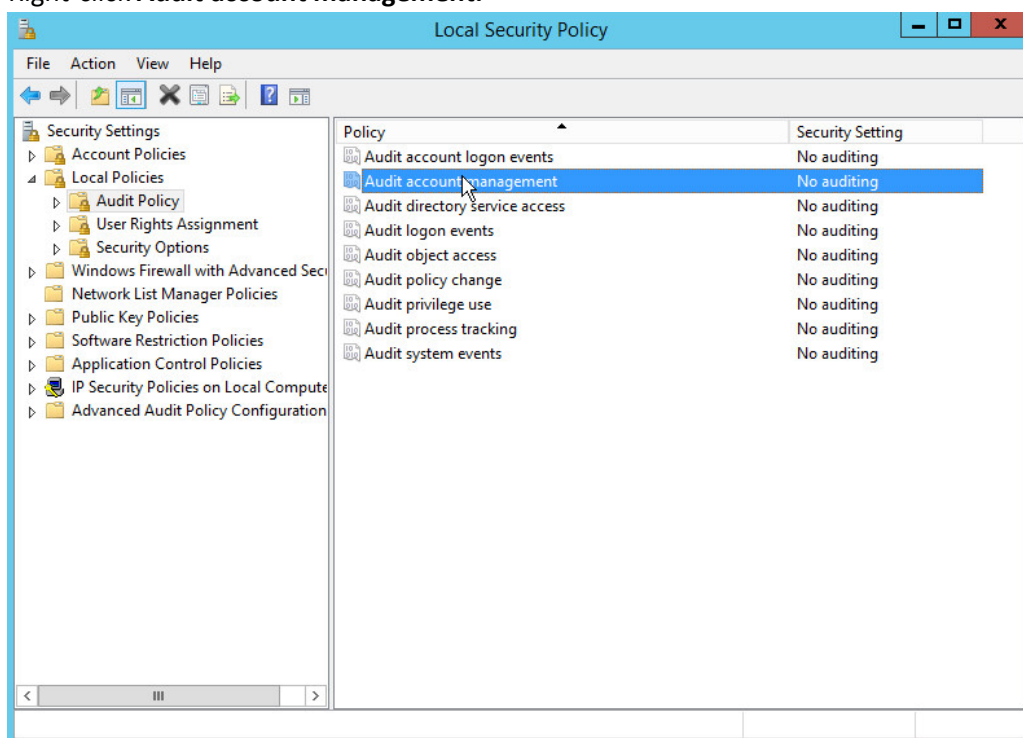 Right-click Audit account management.
Local Security Policy
File Action View Help
Security Settings
Account Policies
Local Policies
Audit Policy
User Rights Assignment
Security Options
Windows Firewall with Advanced Secu
Network List Manager Policies
Public Key Policies
Software Restriction Policies
Application Control Policies
IP Security Policies on Local Compute
Advanced Audit Policy Configuration
Policy Security Setting
Audit account logon events No auditing
Audit account management No auditing
Audit directory service access No auditing
Audit logon events No auditing
Audit object access No auditing
Audit policy change No auditing
Audit privilege use No auditing
Audit process tracking No auditing
Audit system events No auditing